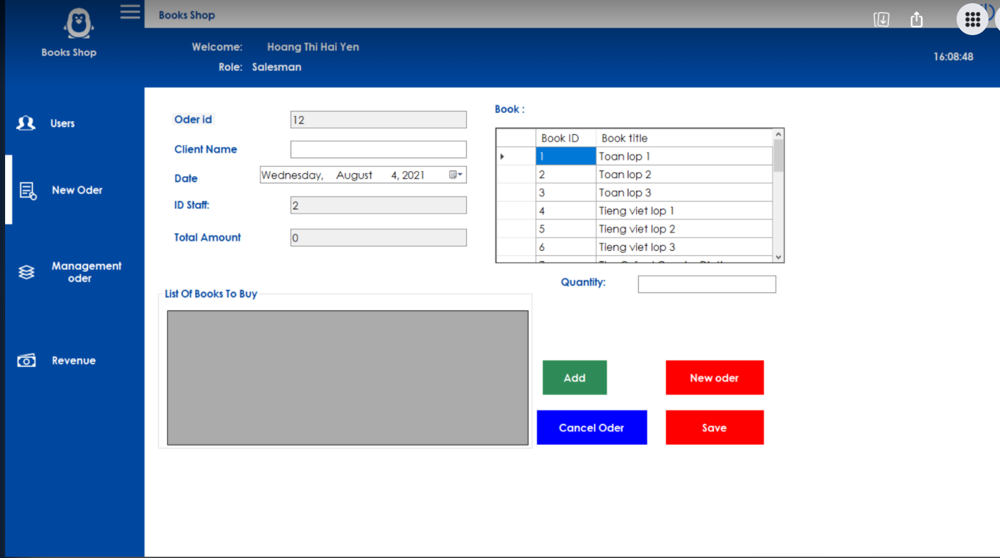 Books Shop
Books Shop
Welcome: Hoang Thi Hai Yen
Role: Salesman
16:08:48
Users
New Oder
Management
oder
Revenue
Oder id 12
Client Name
Date Wednesday, August 4, 2021
ID Staff: 2
Total Amount 0
Book :
Book ID Book title
1 Toan lop 1
2 Toan lop 2
3 Toan lop 3
4 Tieng viet lop 1
5 Tieng viet lop 2
6 Tieng viet lop 3
Quantity:
List Of Books To Buy
Add New oder
Cancel Oder Save